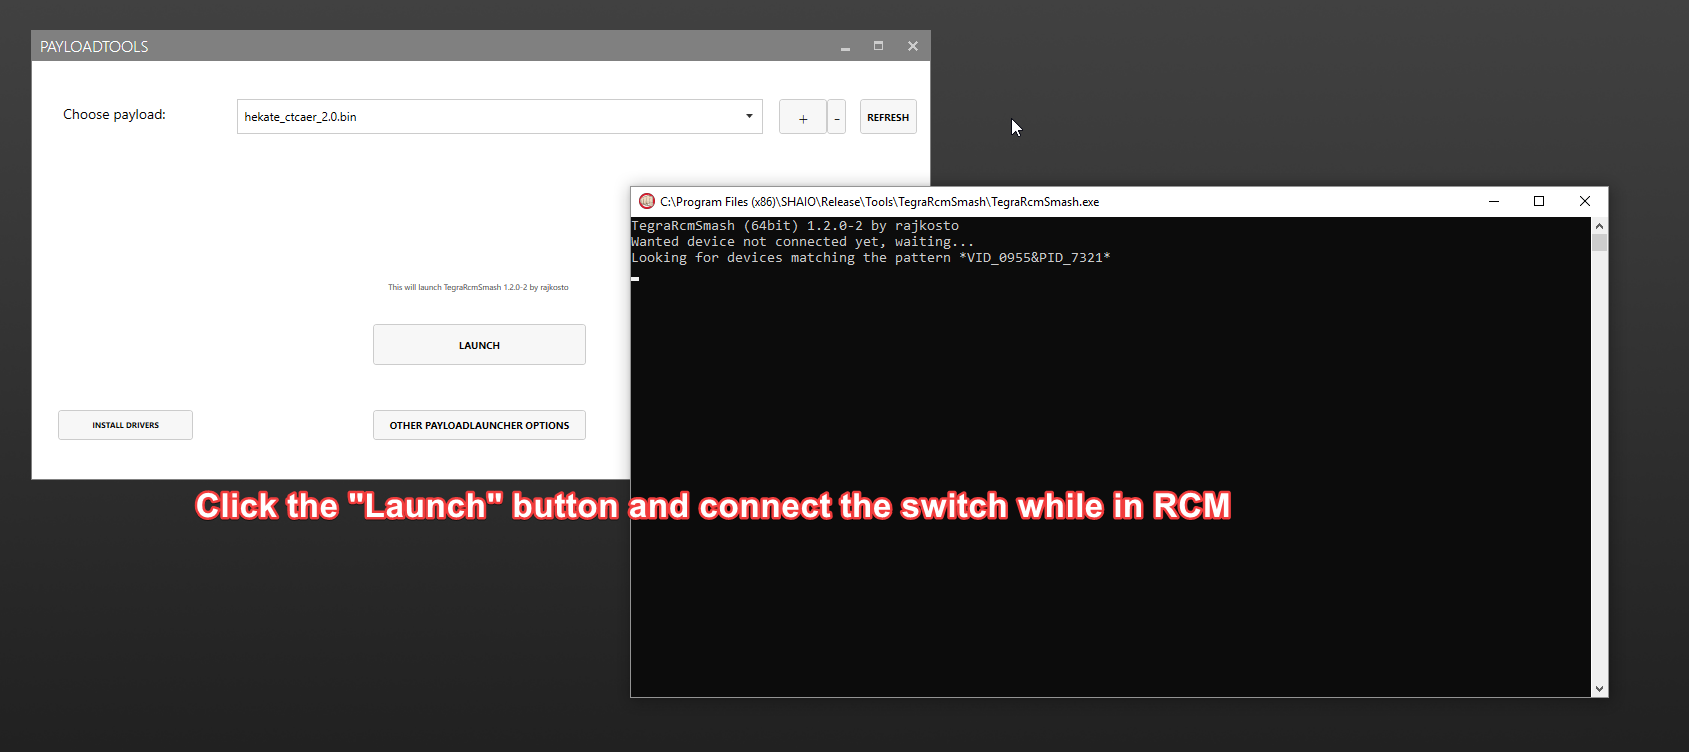 PAYLOADTOOLS
Choose payload:
hekate_ctcaer_2.0.bin
+
-
REFRESH
C:\Program Files (x86)\SHAIO\Release\Tools\TegraRcmSmash\TegraRcmSmash.exe
TegraRcmSmash (64bit) 1.2.0-2 by rajkosto
Wanted device not connected yet, waiting...
Looking for devices matching the pattern *VID_0955&PID_7321*
This will launch TegraRcmSmash 1.2.0-2 by rajkosto
LAUNCH
INSTALL DRIVERS
OTHER PAYLOADLAUNCHER OPTIONS
Click the "Launch" button and connect the switch while in RCM